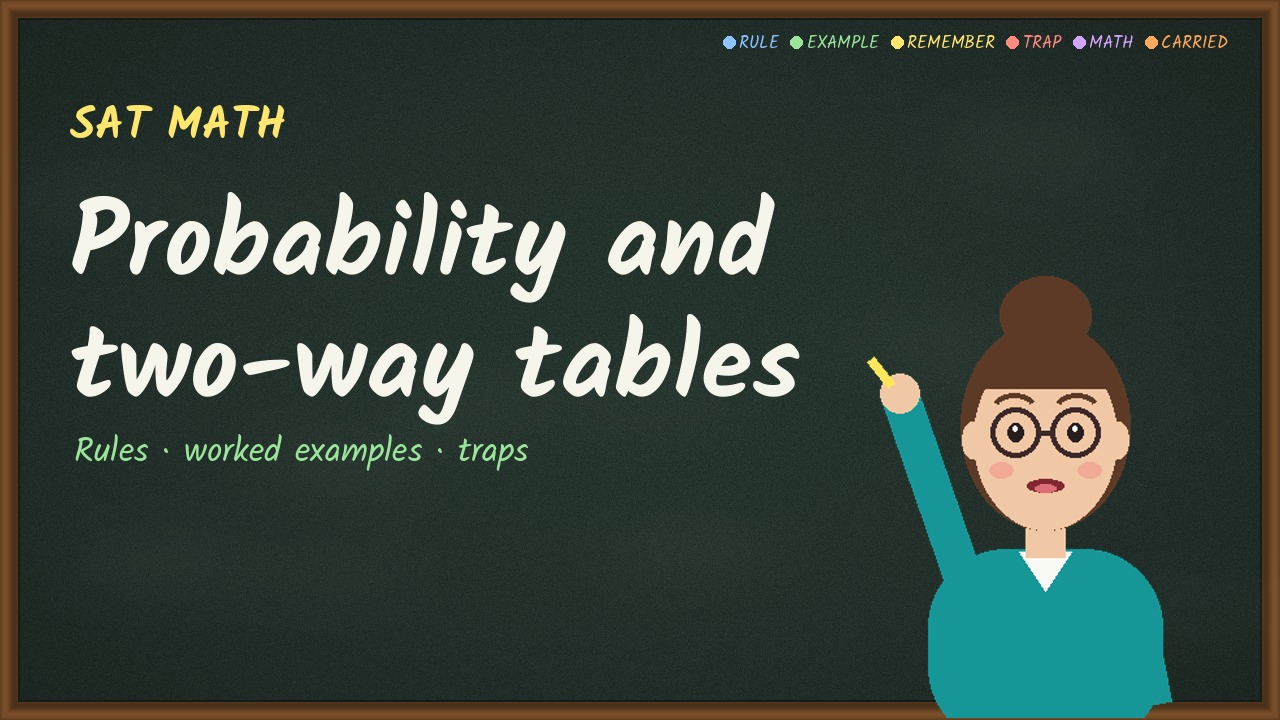 RULE EXAMPLE REMEMBER TRAP MATH CARRIED
SAT MATH
Probability and
two-way tables
Rules · worked examples · traps